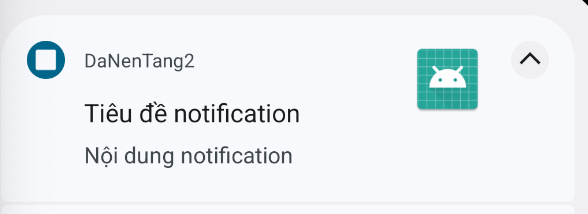 DaNenTang2
Tiêu đề notification
Nội dung notification